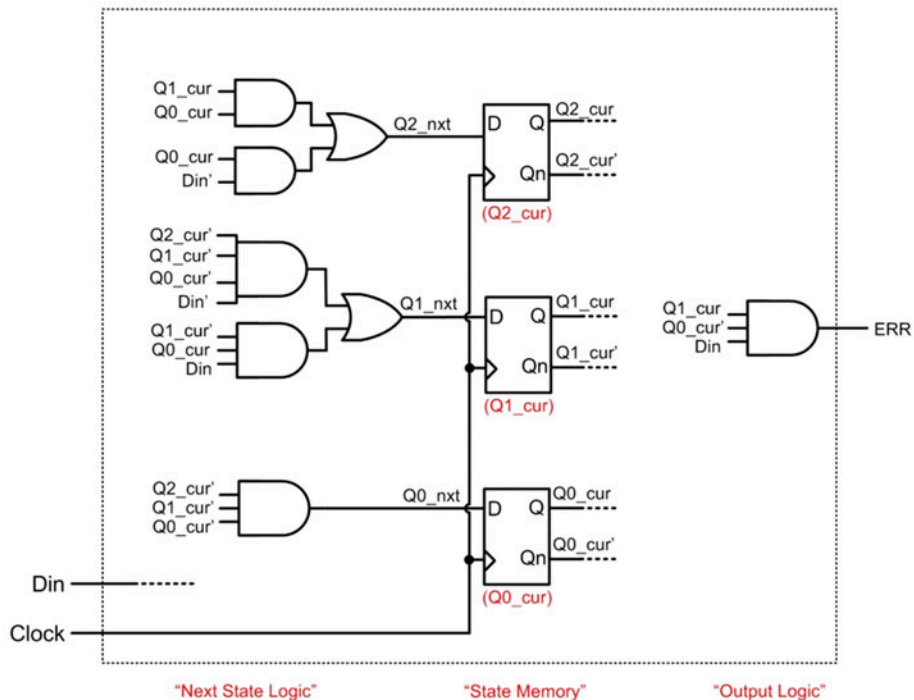 Q1_cur
Q0_cur
Q0_cur
Din'
Q2_nxt
D
Q
Qn
Q2_cur
Q2_cur'
(Q2_cur)
Q2_cur'
Q1_cur'
Q0_cur'
Din'
Q1_cur'
Q0_cur
Din
Q1_nxt
D
Q
Qn
Q1_cur
Q1_cur'
(Q1_cur)
Q1_cur
Q0_cur'
Din
ERR
Q2_cur'
Q1_cur'
Q0_cur'
Q0_nxt
D
Q
Qn
Q0_cur
Q0_cur'
(Q0_cur)
Din
Clock
"Next State Logic"
"State Memory"
"Output Logic"